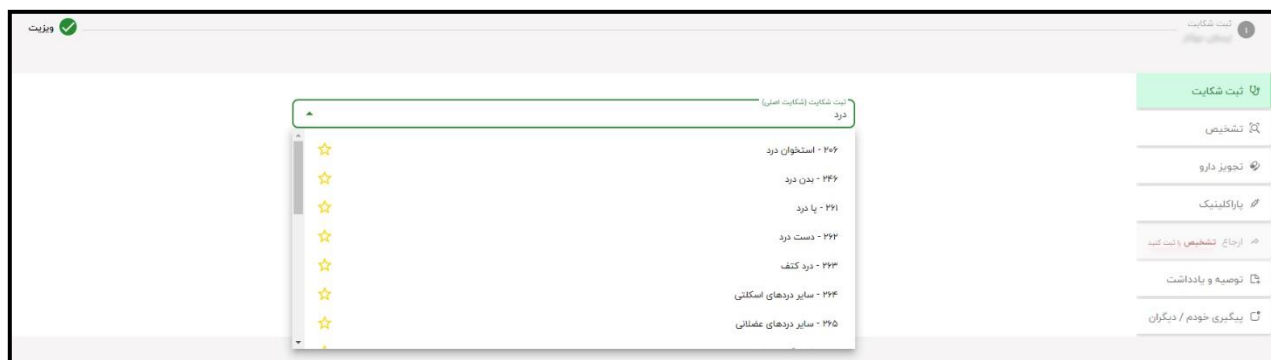 ثبت شکایت
۱
ویزیت
ثبت شکایت
تشخیص
تجویز دارو
پاراکلینیک
ارجاع تشخیص را ثبت کنید
توصیه و یادداشت
پیگیری خودم / دیگران
ثبت شکایت (شکایت اصلی) *
درد
۲۰۶ - استخوان درد
۲۴۶ - بدن درد
۲۶۱ - پا درد
۲۶۲ - دست درد
۲۶۳ - درد کتف
۲۶۴ - سایر دردهای اسکلتی
۲۶۵ - سایر دردهای عضلانی